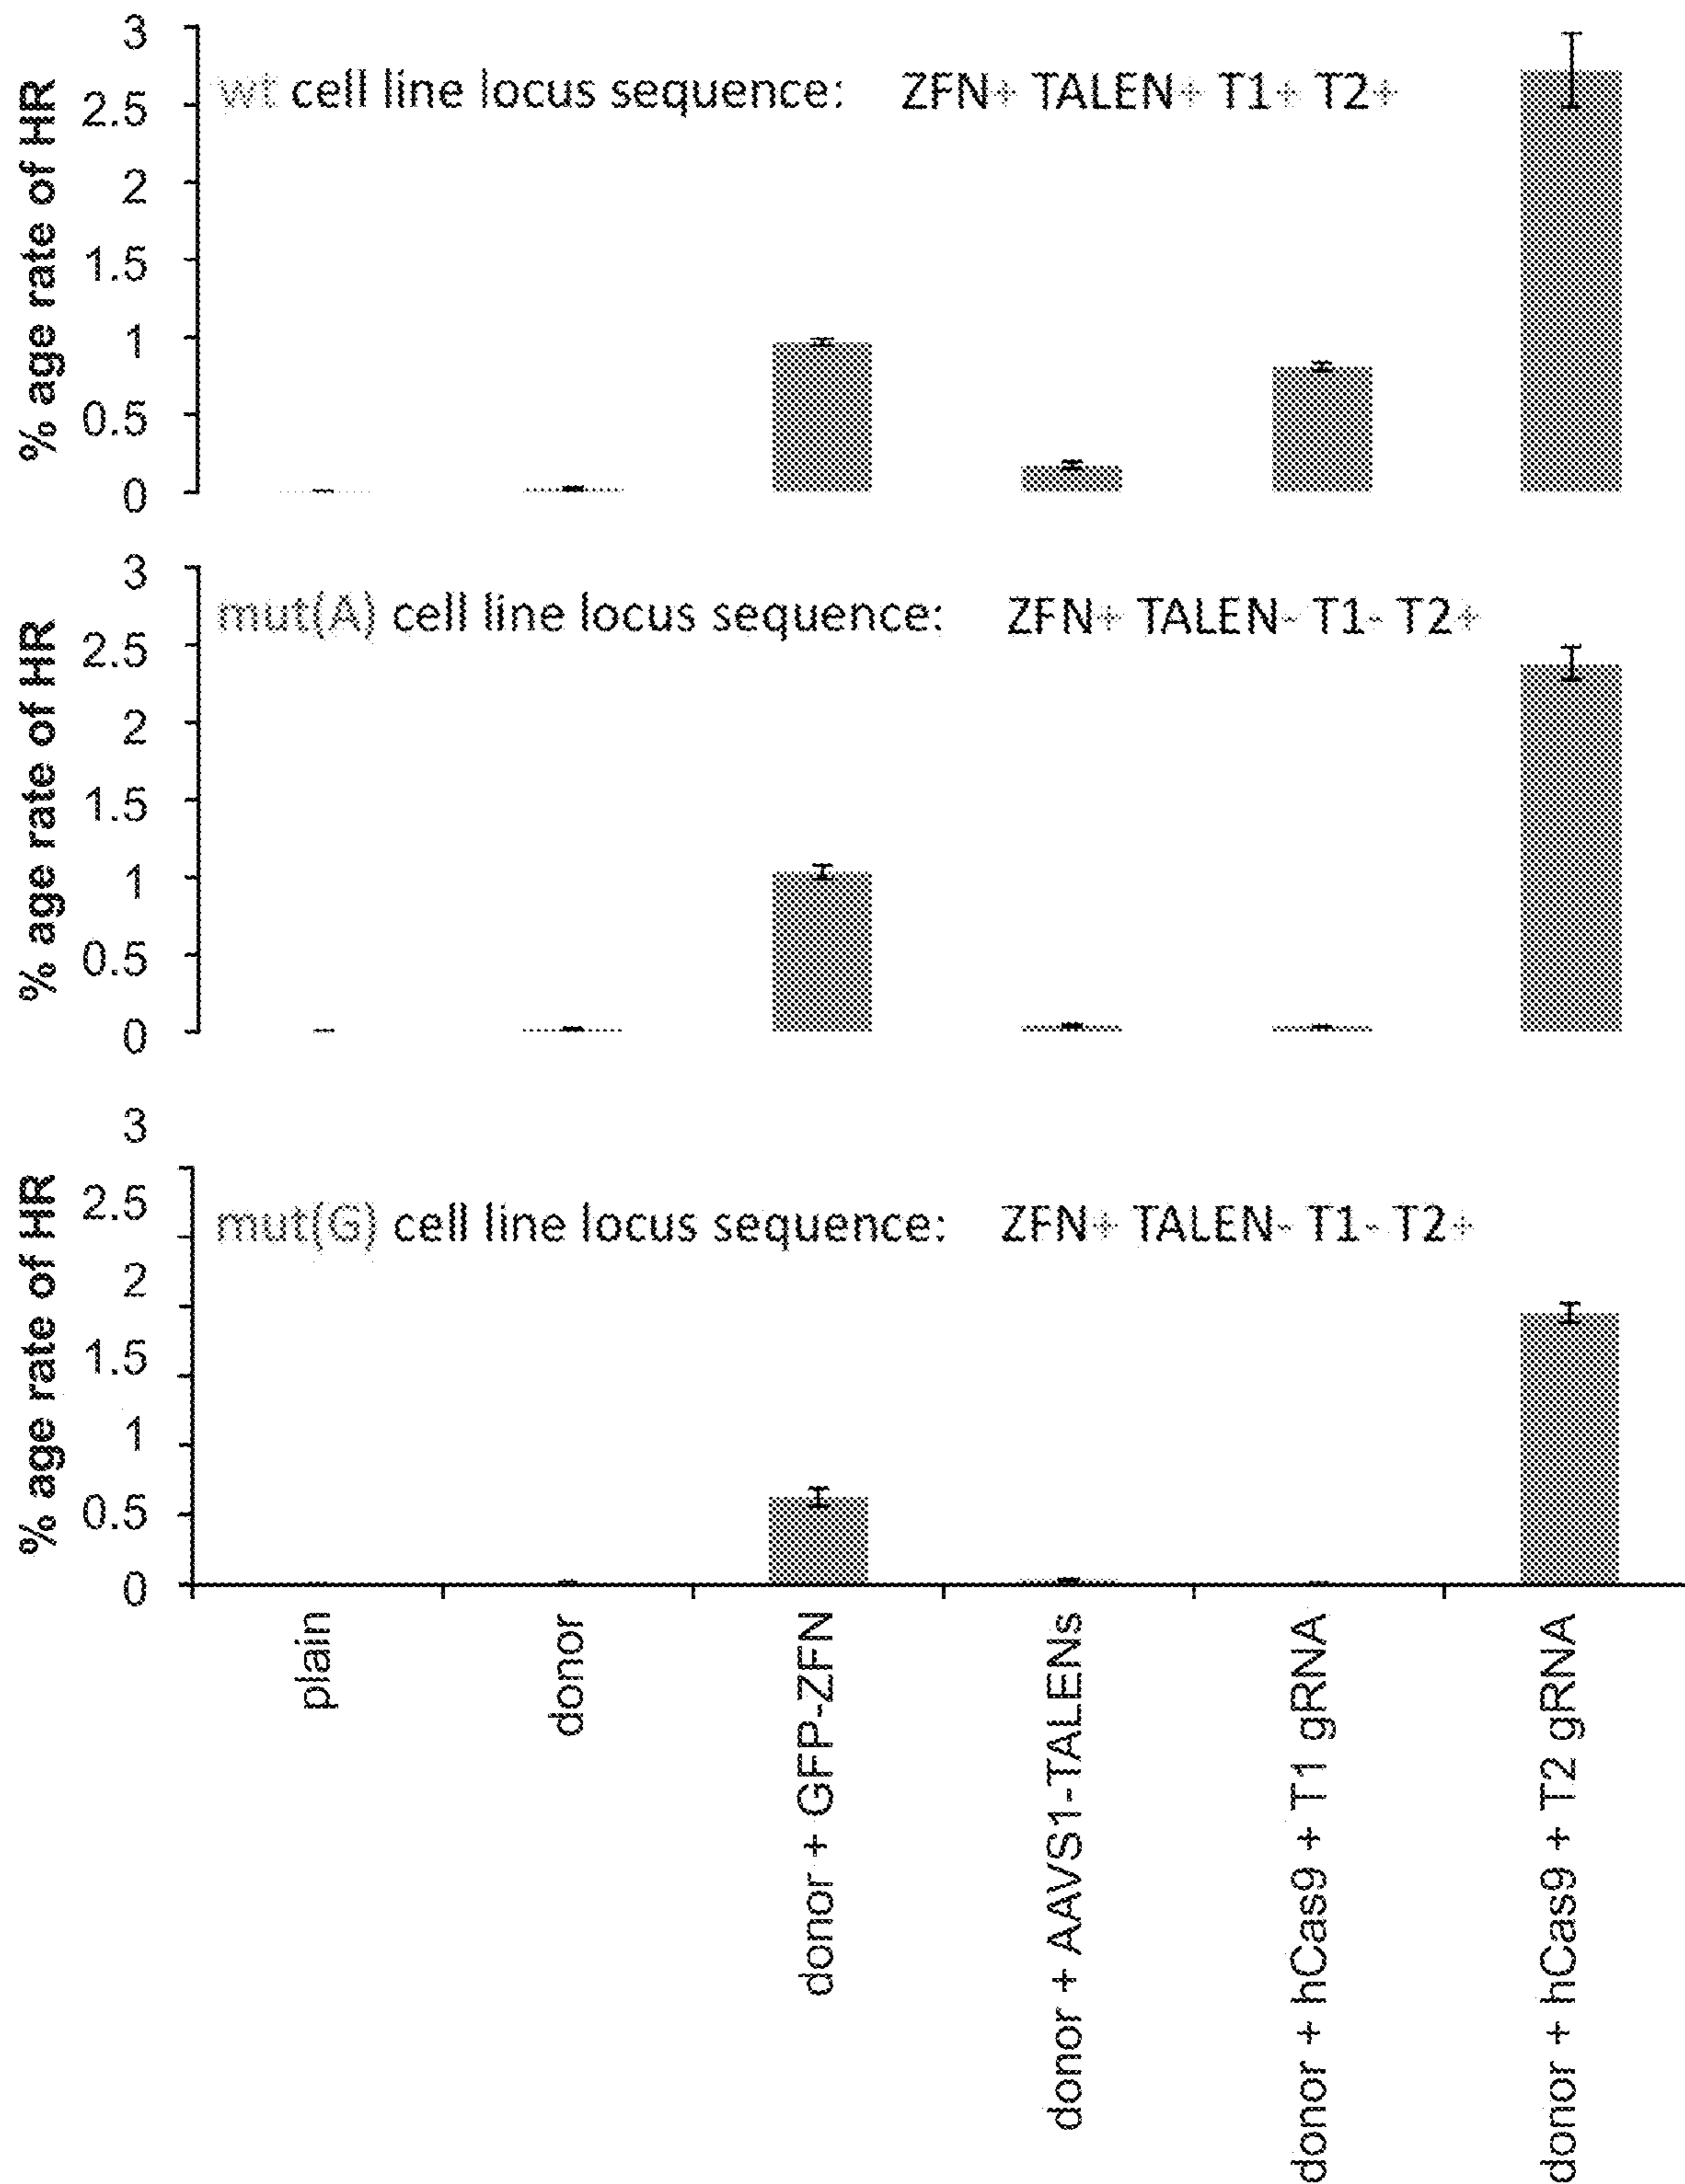 % age rate of HR
3
2.5
2
1.5
1
0.5
0
wt cell line locus sequence: ZFN+ TALEN+ T1+ T2+
% age rate of HR
3
2.5
2
1.5
1
0.5
0
mut(A) cell line locus sequence: ZFN+ TALEN- T1- T2+
% age rate of HR
3
2.5
2
1.5
1
0.5
0
mut(G) cell line locus sequence: ZFN+ TALEN- T1- T2+
plain
donor
donor + GFP-ZFN
donor + AAVS1-TALENs
donor + hCas9 + T1 gRNA
donor + hCas9 + T2 gRNA